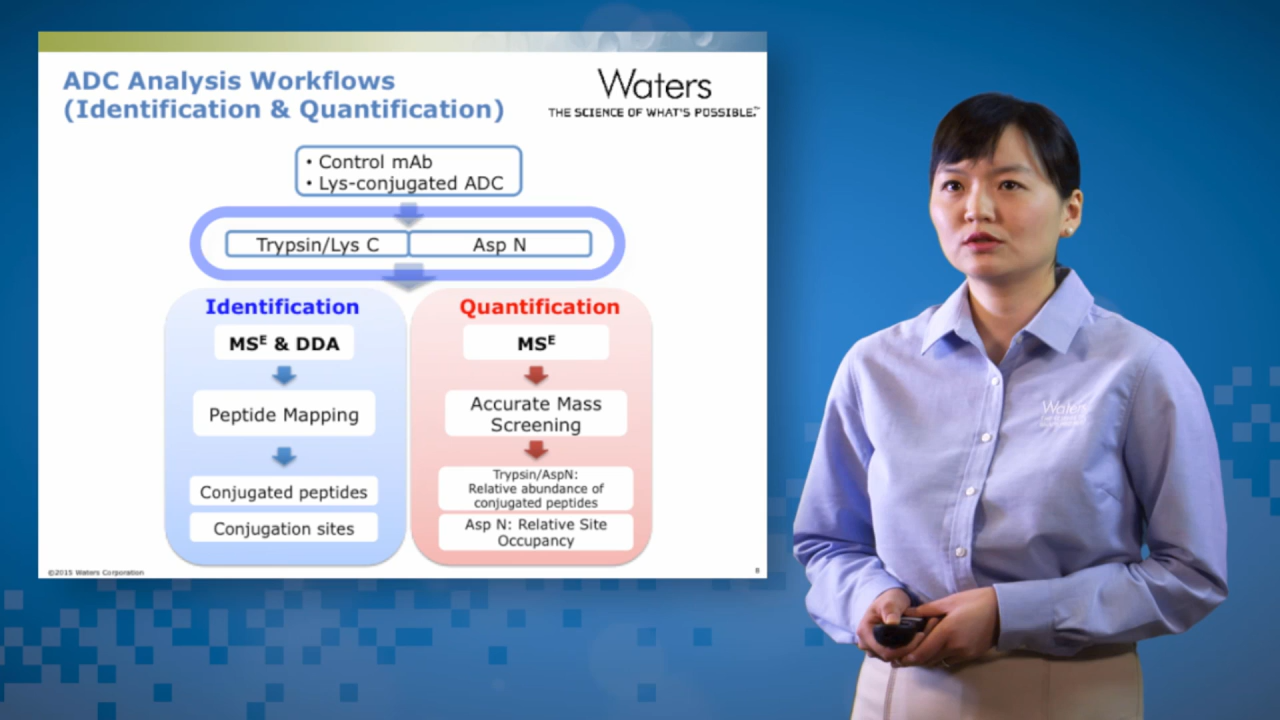 ADC Analysis Workflows
(Identification & Quantification)
Waters
THE SCIENCE OF WHAT'S POSSIBLE.™
• Control mAb
• Lys-conjugated ADC
Trypsin/Lys C
Asp N
Identification
MSᴱ & DDA
Peptide Mapping
Conjugated peptides
Conjugation sites
Quantification
MSᴱ
Accurate Mass
Screening
Trypsin/AspN:
Relative abundance of
conjugated peptides
Asp N: Relative Site
Occupancy
©2015 Waters Corporation
8
Waters